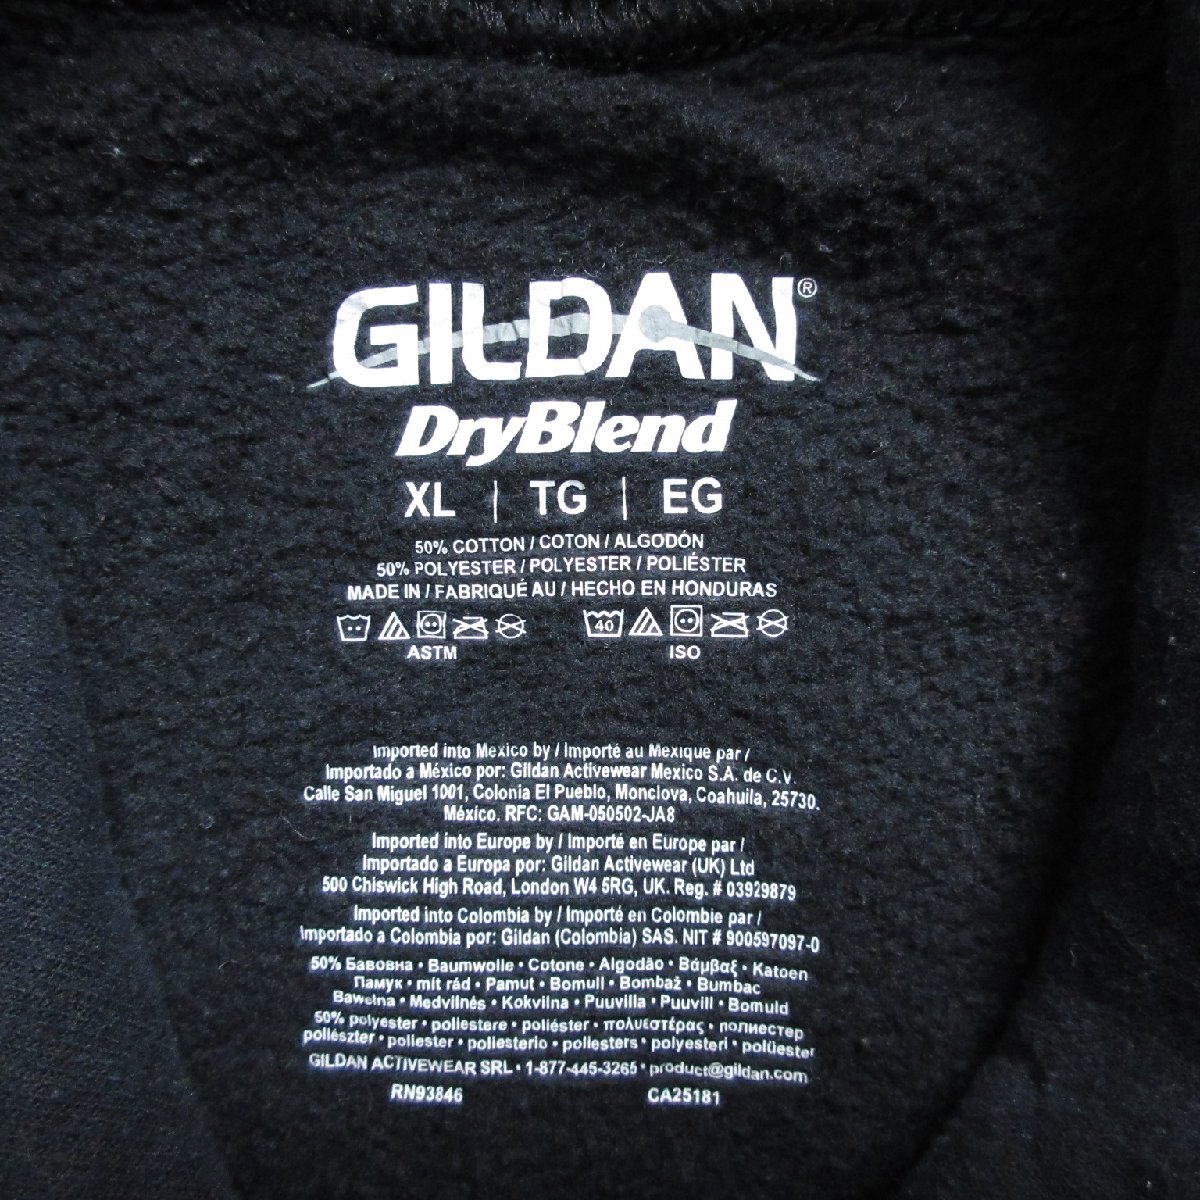 GILDAN®
DryBlend
XL | TG | EG
50% COTTON / COTON / ALGODÓN
50% POLYESTER / POLYESTER / POLIÉSTER
MADE IN / FABRIQUÉ AU / HECHO EN HONDURAS
40
ASTM ISO
Imported into Mexico by / Importé au Mexique par /
Importado a México por: Gildan Activewear Mexico S.A. de C.V.
Calle San Miguel 1001, Colonia El Pueblo, Monclova, Coahuila, 25730.
México. RFC: GAM-050502-JA8
Imported into Europe by / Importé en Europe par /
Importado a Europa por: Gildan Activewear (UK) Ltd
500 Chiswick High Road, London W4 5RG, UK. Reg. # 03929879
Imported into Colombia by / Importé en Colombie par /
Importado a Colombia por: Gildan (Colombia) SAS. NIT # 900597097-0
50% Бавовна • Baumwolle • Cotone • Algodão • Βάμβαξ • Katoen
Памук • mít rád • Pamut • Bomull • Bombaž • Bumbac
Bawełna • Medvilnés • Kokvilna • Puuvilla • Puuvill • Bomuld
50% polyester • poliestere • poliéster • πολυεστέρας • полиестер
poliészter • poliester • poliesterio • poliesters • polyesteri • polüester
GILDAN ACTIVEWEAR SRL • 1-877-445-3265 • product@gildan.com
RN93846 CA25181